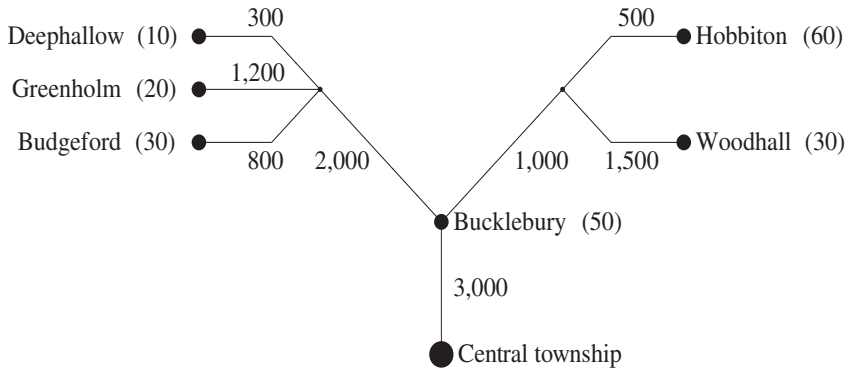 300
500
Deephallow (10)
Hobbiton (60)
1,200
Greenholm (20)
Budgeford (30)
Woodhall (30)
800
2,000
1,000
1,500
Bucklebury (50)
3,000
Central township